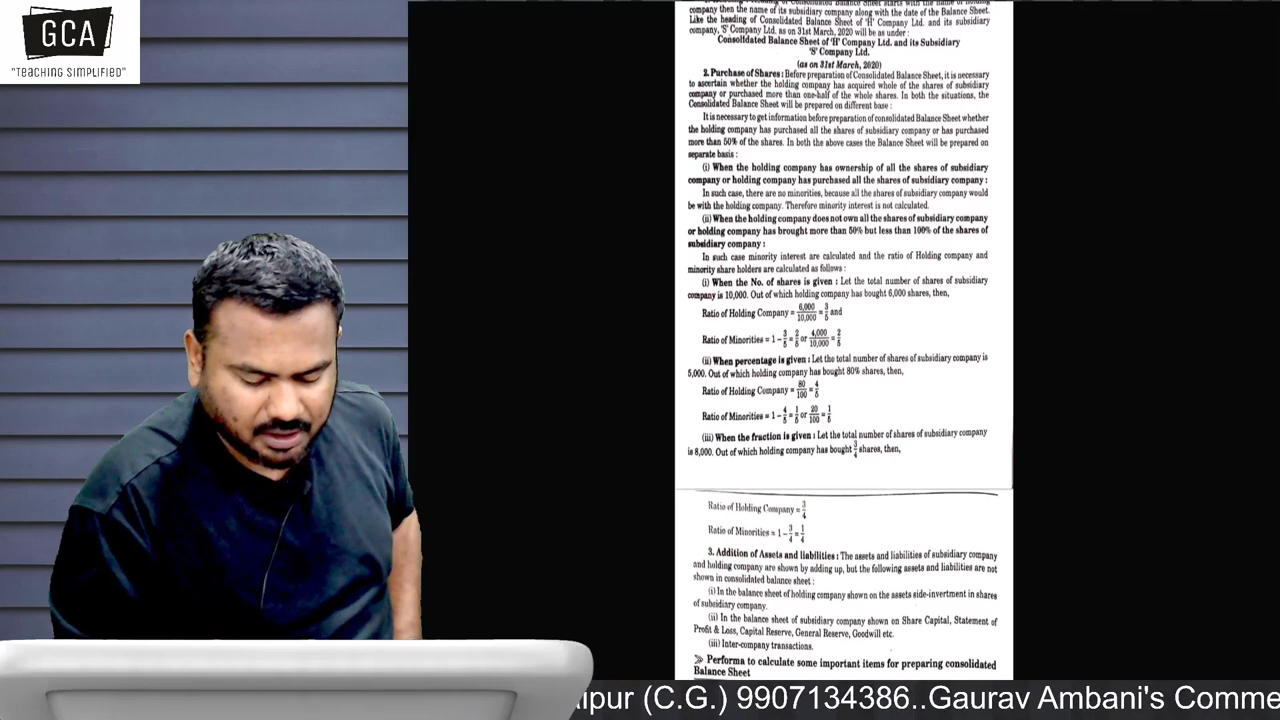 GCAV
"TEACHING SIMPLIFIED"
company then the name of its subsidiary company along with the date of the Balance Sheet.
Like the heading of Consolidated Balance Sheet of 'H' Company Ltd. and its subsidiary
company, 'S' Company Ltd. as on 31st March, 2020 will be as under :
Consolidated Balance Sheet of 'H' Company Ltd. and its Subsidiary
'S' Company Ltd.
(as on 31st March, 2020)
2. Purchase of Shares : Before preparation of Consolidated Balance Sheet, it is necessary
to ascertain whether the holding company has acquired whole of the shares of subsidiary
company or purchased more than one-half of the whole shares. In both the situations, the
Consolidated Balance Sheet will be prepared on different base :
It is necessary to get information before preparation of consolidated Balance Sheet whether
the holding company has purchased all the shares of subsidiary company or has purchased
more than 50% of the shares. In both the above cases the Balance Sheet will be prepared on
separate basis :
(i) When the holding company has ownership of all the shares of subsidiary
company or holding company has purchased all the shares of subsidiary company :
In such case, there are no minorities, because all the shares of subsidiary company would
be with the holding company. Therefore minority interest is not calculated.
(ii) When the holding company does not own all the shares of subsidiary company
or holding company has brought more than 50% but less than 100% of the shares of
subsidiary company :
In such case minority interest are calculated and the ratio of Holding company and
minority share holders are calculated as follows :
(i) When the No. of shares is given : Let the total number of shares of subsidiary
company is 10,000. Out of which holding company has bought 6,000 shares, then,
Ratio of Holding Company = 6,000/10,000 = 3/5 and
Ratio of Minorities = 1 - 3/5 = 2/5 or 4,000/10,000 = 2/5
(ii) When percentage is given : Let the total number of shares of subsidiary company is
5,000. Out of which holding company has bought 80% shares, then,
Ratio of Holding Company = 80/100 = 4/5
Ratio of Minorities = 1 - 4/5 = 1/5 or 20/100 = 1/5
(iii) When the fraction is given : Let the total number of shares of subsidiary company
is 8,000. Out of which holding company has bought 3/4 shares, then,
Ratio of Holding Company = 3/4
Ratio of Minorities = 1 - 3/4 = 1/4
3. Addition of Assets and liabilities : The assets and liabilities of subsidiary company
and holding company are shown by adding up, but the following assets and liabilities are not
shown in consolidated balance sheet :
(i) In the balance sheet of holding company shown on the assets side-invertment in shares
of subsidiary company.
(ii) In the balance sheet of subsidiary company shown on Share Capital, Statement of
Profit & Loss, Capital Reserve, General Reserve, Goodwill etc.
(iii) Inter-company transactions.
» Performa to calculate some important items for preparing consolidated
Balance Sheet
ipur (C.G.) 9907134386..Gaurav Ambani's Comme